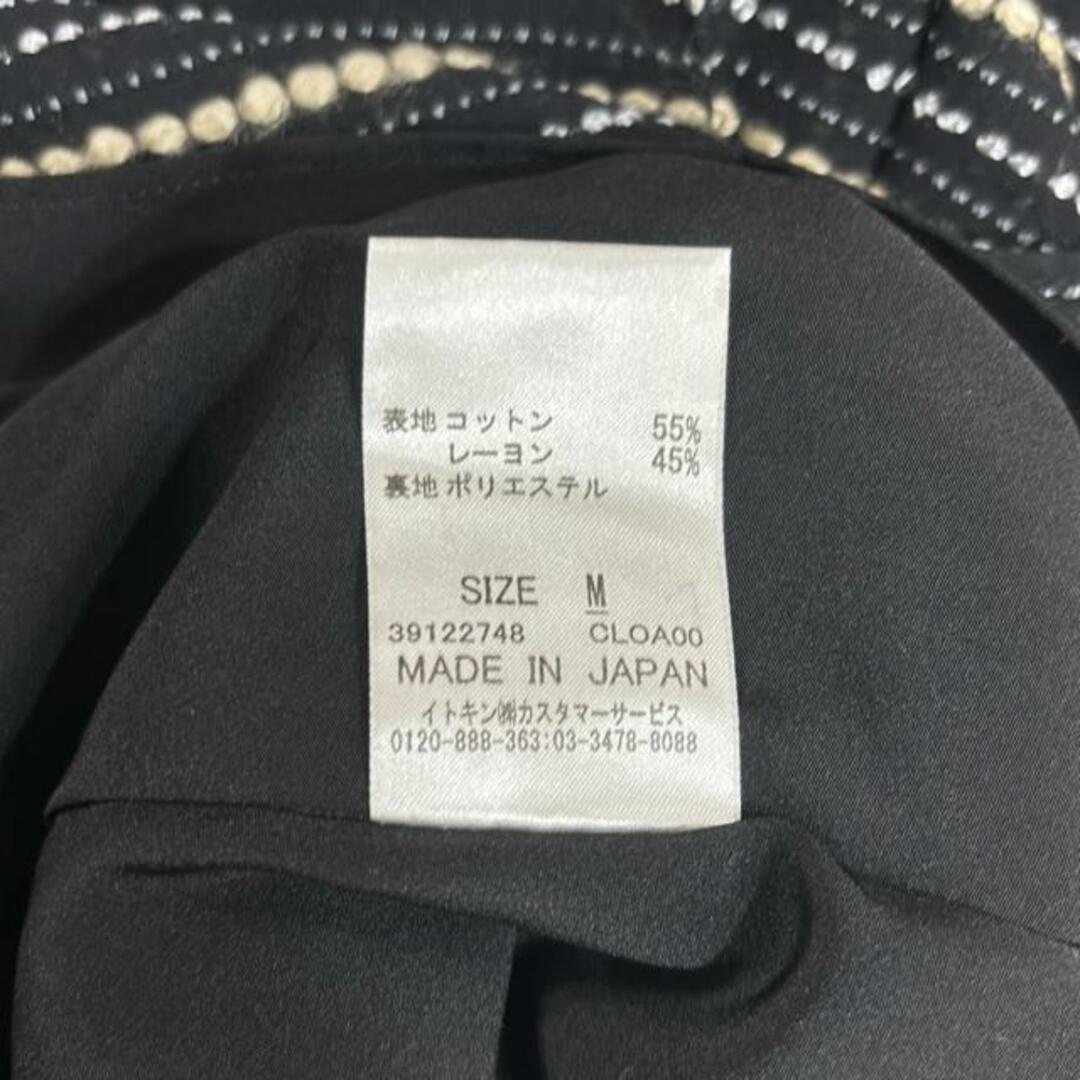 表地 コットン 55%
レーヨン 45%
裏地 ポリエステル
SIZE M
39122748 CLOA00
MADE IN JAPAN
イトキン㈱カスタマーサービス
0120-888-363:03-3478-8088